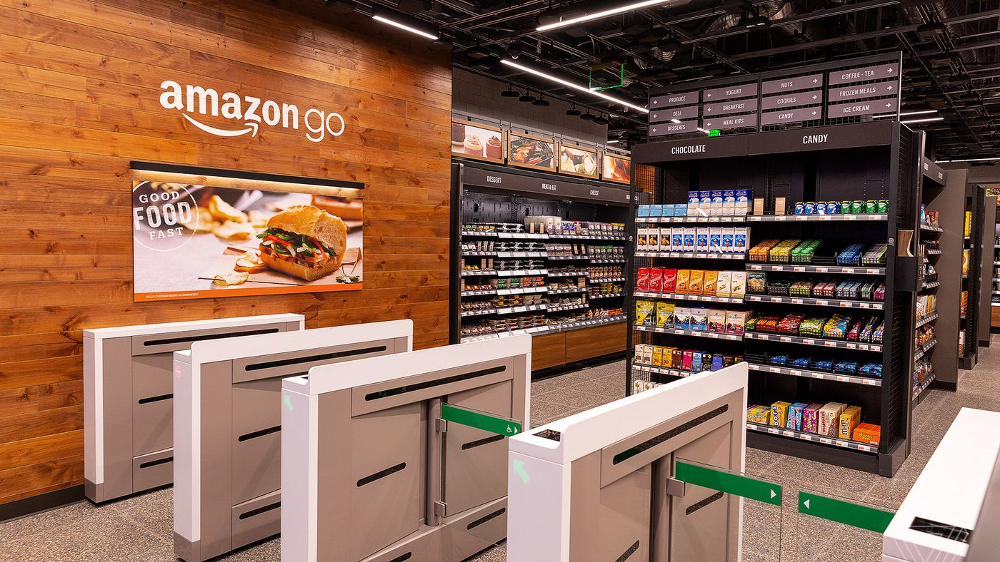 amazon go
GOOD
FOOD
FAST
HALF CHICKEN BANH MI SANDWICH
PRODUCE
DELI
DESSERTS
YOGURT
BREAKFAST
MEAL KITS
NUTS
COOKIES
CANDY
COFFEE - TEA
FROZEN MEALS
ICE CREAM
CHOCOLATE
CANDY
DESSERT
HEAT & EAT
CHEESE
DOTS